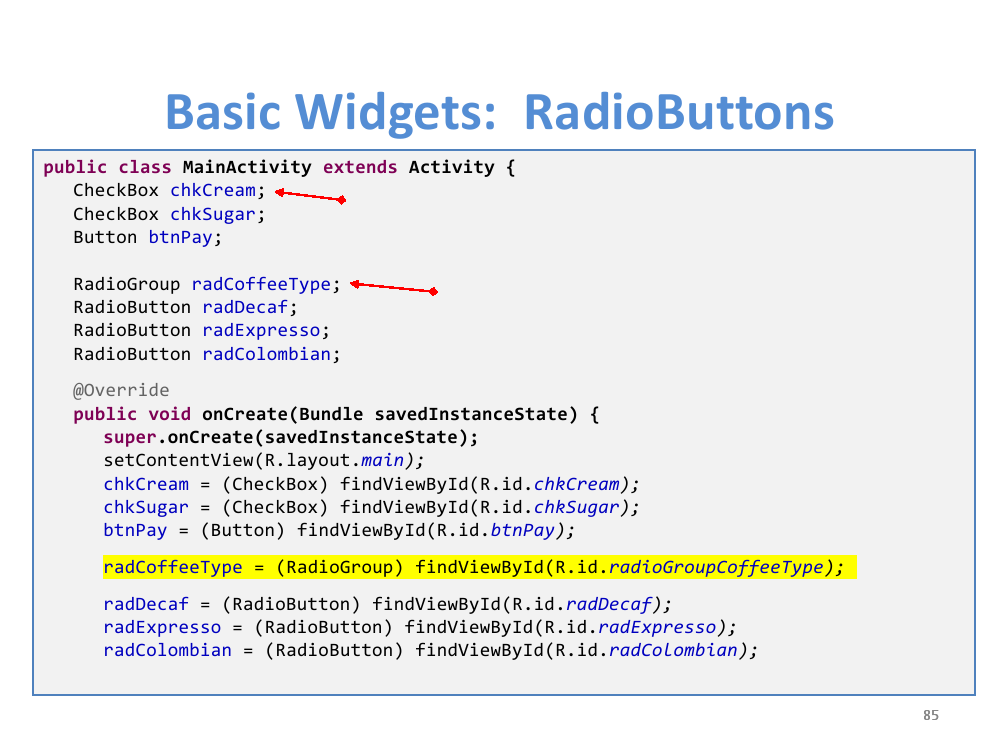 Basic Widgets: RadioButtons
public class MainActivity extends Activity {
CheckBox chkCream;
CheckBox chkSugar;
Button btnPay;
RadioGroup radCoffeeType;
RadioButton radDecaf;
RadioButton radExpresso;
RadioButton radColombian;
@Override
public void onCreate(Bundle savedInstanceState) {
super.onCreate(savedInstanceState);
setContentView(R.layout.main);
chkCream = (CheckBox) findViewById(R.id.chkCream);
chkSugar = (CheckBox) findViewById(R.id.chkSugar);
btnPay = (Button) findViewById(R.id.btnPay);
radCoffeeType = (RadioGroup) findViewById(R.id.radioGroupCoffeeType);
radDecaf = (RadioButton) findViewById(R.id.radDecaf);
radExpresso = (RadioButton) findViewById(R.id.radExpresso);
radColombian = (RadioButton) findViewById(R.id.radColombian);
85